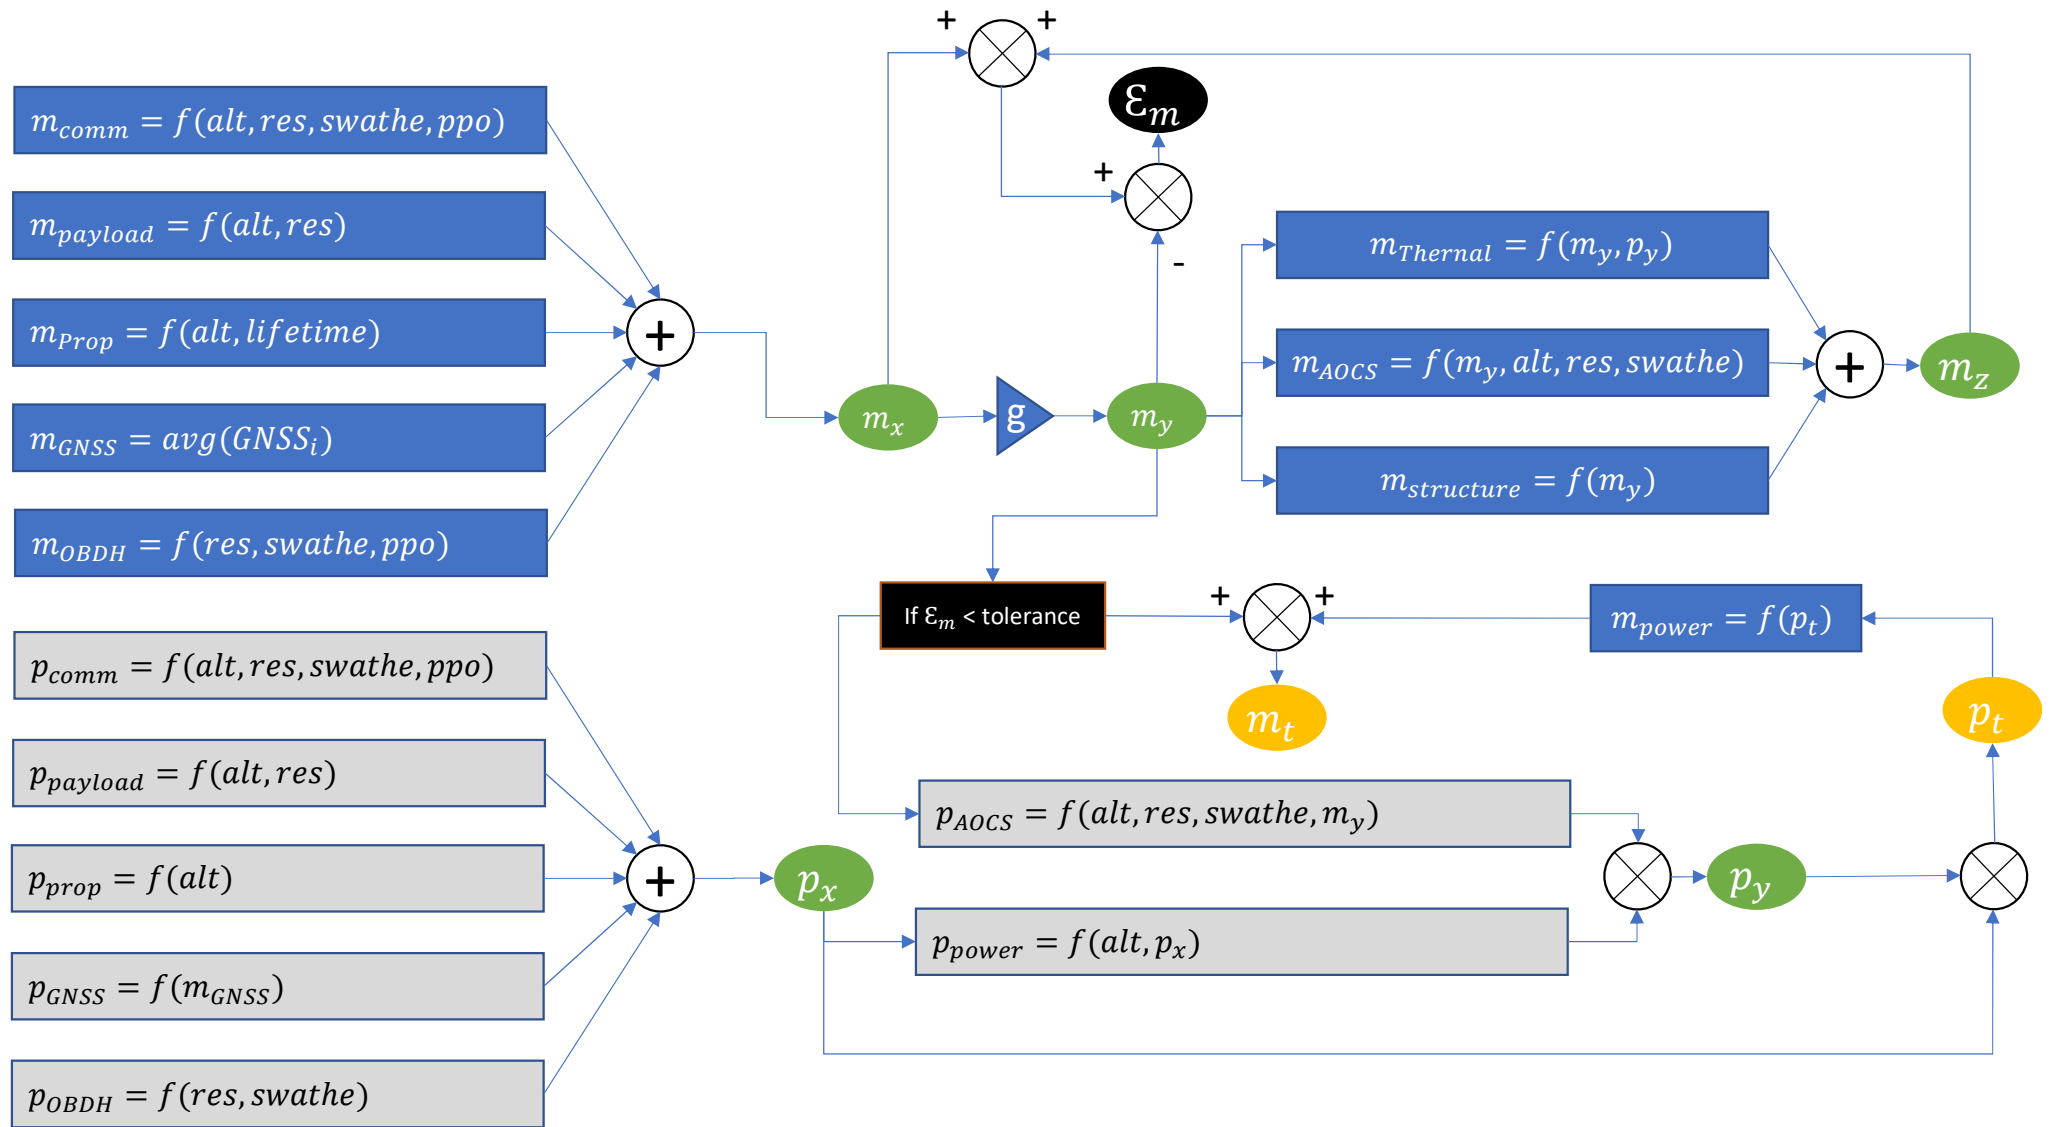 + +
Ɛ_m
m_comm = f(alt, res, swathe, ppo)
+
m_payload = f(alt, res)
m_Thernal = f(m_y, p_y)
-
m_Prop = f(alt, lifetime)
+
m_AOCS = f(m_y, alt, res, swathe)
+
m_z
m_x
g
m_y
m_GNSS = avg(GNSS_i)
m_structure = f(m_y)
m_OBDH = f(res, swathe, ppo)
If Ɛ_m < tolerance
+ +
m_power = f(p_t)
p_comm = f(alt, res, swathe, ppo)
m_t
p_t
p_payload = f(alt, res)
p_AOCS = f(alt, res, swathe, m_y)
p_prop = f(alt)
+
p_x
p_y
p_power = f(alt, p_x)
p_GNSS = f(m_GNSS)
p_OBDH = f(res, swathe)